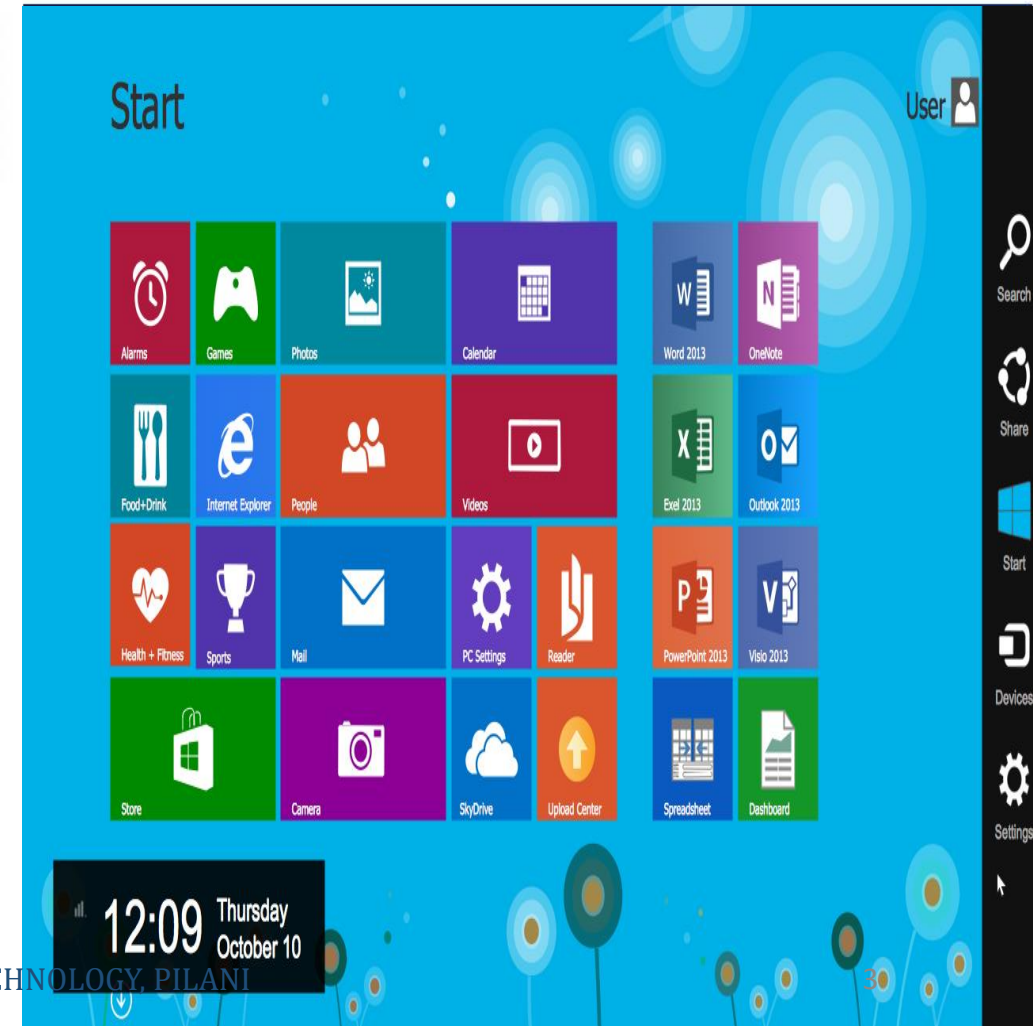 Start
User
Alarms
Games
Photos
Calendar
Word 2013
OneNote
Food+Drink
Internet Explorer
People
Videos
Exel 2013
Outlook 2013
Health + Fitness
Sports
Mail
PC Settings
Reader
PowerPoint 2013
Visio 2013
Store
Camera
SkyDrive
Upload Center
Spreadsheet
Dashboard
Search
Share
Start
Devices
Settings
12:09
Thursday
October 10
CHNOLOGY, PILANI
3